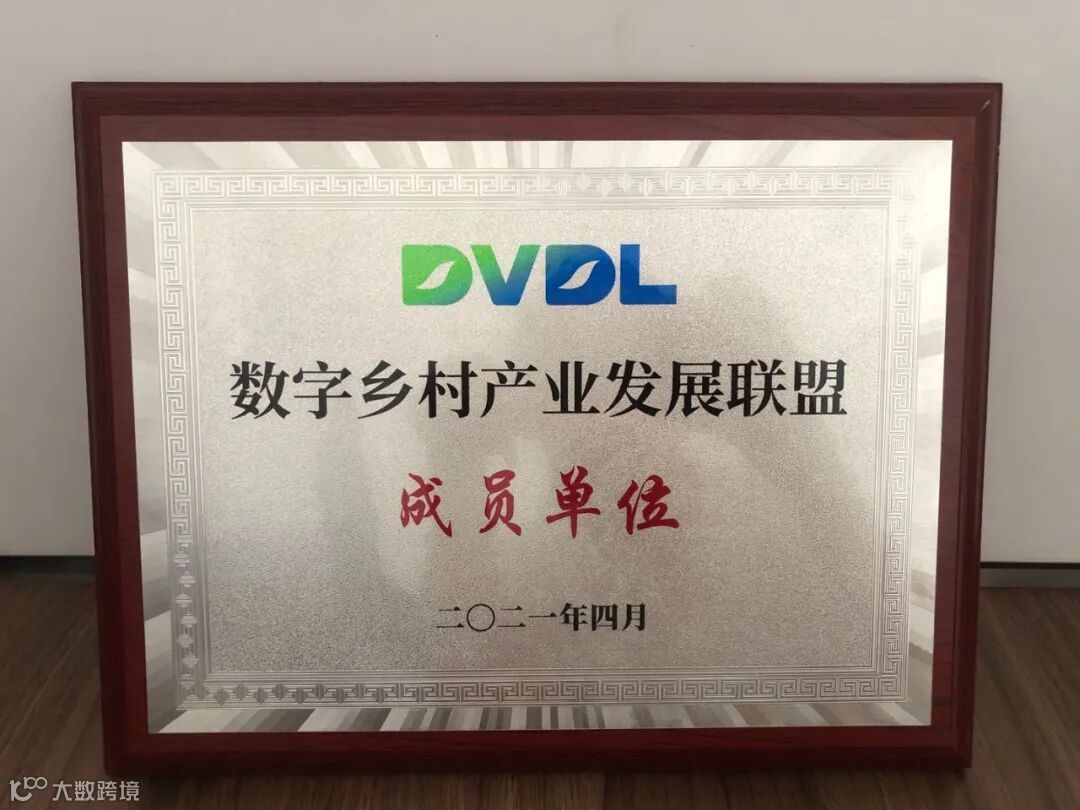 DVDL
数字乡村产业发展联盟
成员单位
二〇二一年四月
大数跨境